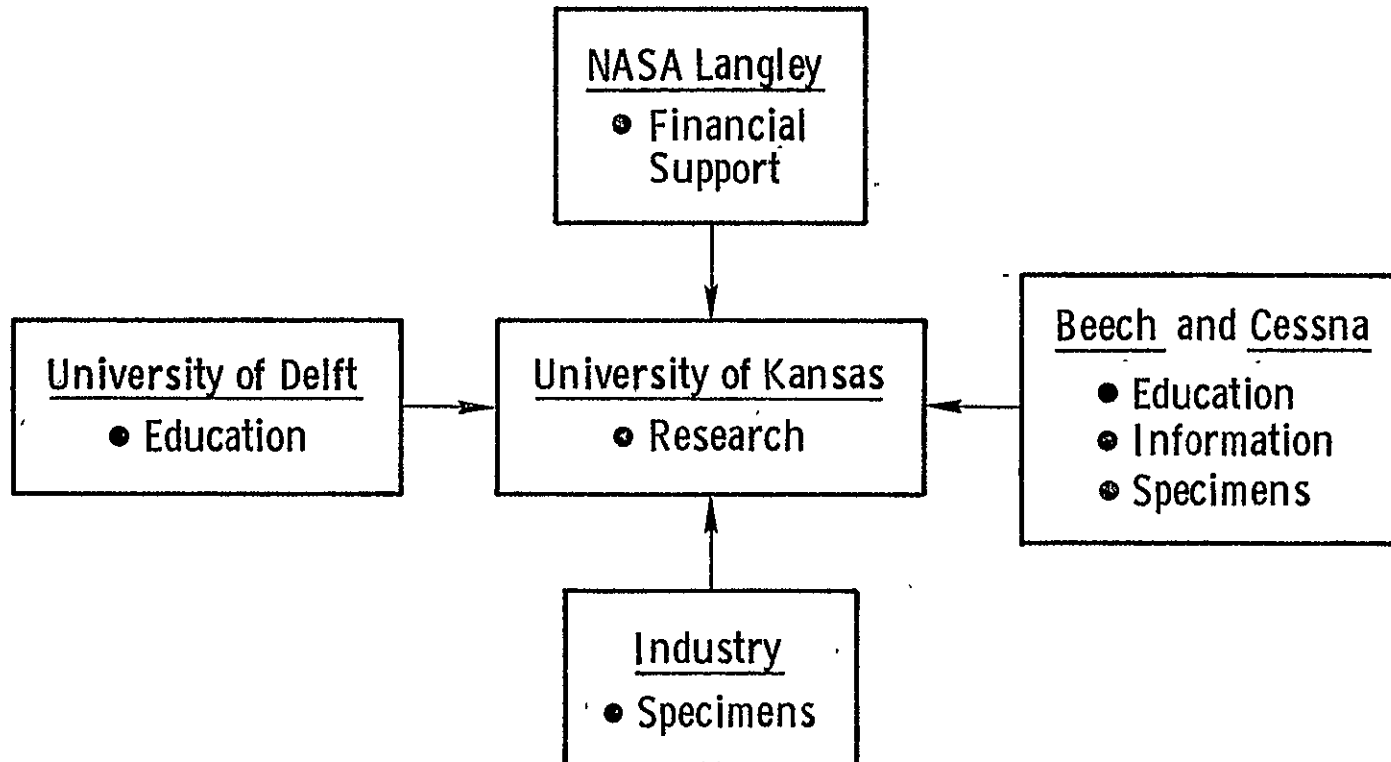 NASA Langley
● Financial
Support
University of Delft
● Education
University of Kansas
● Research
Beech and Cessna
● Education
● Information
● Specimens
Industry
● Specimens